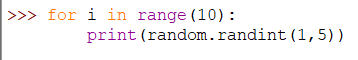 >>> for i in range(10):
        print(random.randint(1,5))